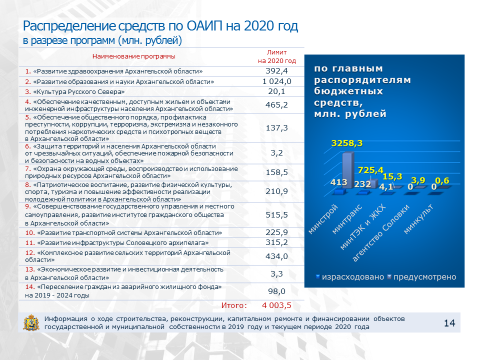 Распределение средств по ОАИП на 2020 год
в разрезе программ (млн. рублей)
Наименование программы
Лимит
на 2020 год
1. «Развитие здравоохранения Архангельской области» 392,4
2. «Развитие образования и науки Архангельской области» 1 024,0
3. «Культура Русского Севера» 20,1
4. «Обеспечение качественным, доступным жильем и объектами
инженерной инфраструктуры населения Архангельской области» 465,2
5. «Обеспечение общественного порядка, профилактика
преступности, коррупции, терроризма, экстремизма и незаконного
потребления наркотических средств и психотропных веществ
в Архангельской области» 137,3
6. «Защита территорий и населения Архангельской области
от чрезвычайных ситуаций, обеспечение пожарной безопасности
и безопасности на водных объектах» 3,2
7. «Охрана окружающей среды, воспроизводство и использование
природных ресурсов Архангельской области» 158,5
8. «Патриотическое воспитание, развитие физической культуры,
спорта, туризма и повышение эффективности реализации
молодежной политики в Архангельской области» 210,9
9. «Совершенствование государственного управления и местного
самоуправления, развитие институтов гражданского общества
в Архангельской области» 515,5
10. «Развитие транспортной системы Архангельской области» 225,9
11. «Развитие инфраструктуры Соловецкого архипелага» 315,2
12. «Комплексное развитие сельских территорий Архангельской
области» 434,0
13. «Экономическое развитие и инвестиционная деятельность
в Архангельской области» 3,3
14. «Переселение граждан из аварийного жилищного фонда»
на 2019 - 2024 годы 98,0
Итого: 4 003,5
по главным
распорядителям
бюджетных
средств,
млн. рублей
3258,3
725,4
15,3
3,9
0,6
413
232
4,1
0
0
минстрой
минтранс
минТЭК и ЖКХ
агентство Соловки
минкульт
израсходовано
предусмотрено
Информация о ходе строительства, реконструкции, капитальном ремонте и финансировании объектов
государственной и муниципальной собственности в 2019 году и текущем периоде 2020 года
14